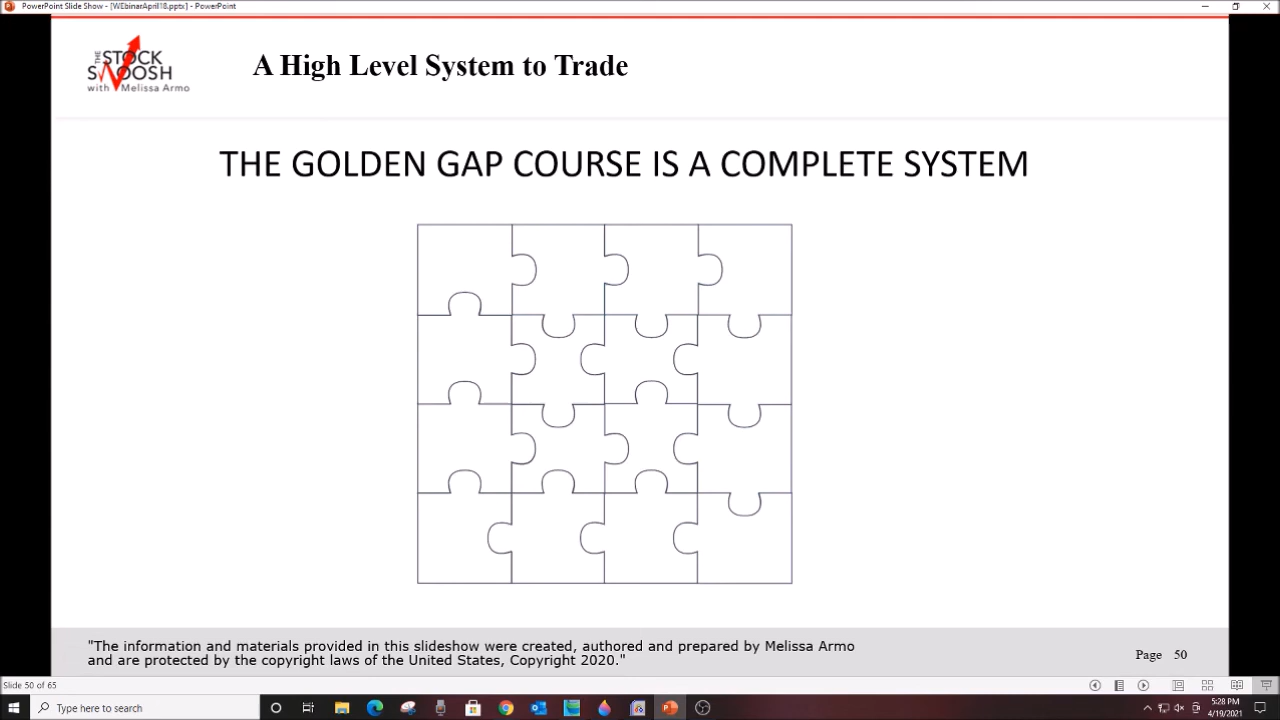 PowerPoint Slide Show - [WEbinarApril18.pptx] - PowerPoint
THE
STOCK
SWOOSH
with Melissa Armo
A High Level System to Trade
THE GOLDEN GAP COURSE IS A COMPLETE SYSTEM
"The information and materials provided in this slideshow were created, authored and prepared by Melissa Armo
and are protected by the copyright laws of the United States, Copyright 2020."
Page 50
Slide 50 of 65
Type here to search
5:28 PM
4/19/2021